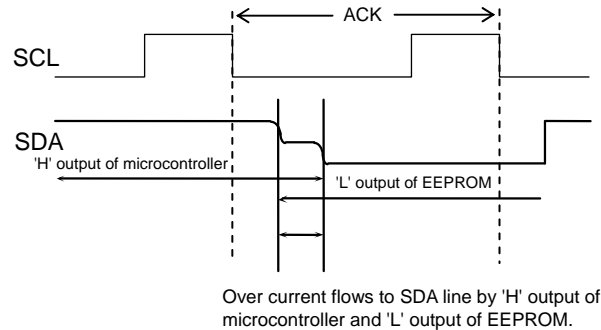 ACK
SCL
SDA
'H' output of microcontroller
'L' output of EEPROM
Over current flows to SDA line by 'H' output of
microcontroller and 'L' output of EEPROM.